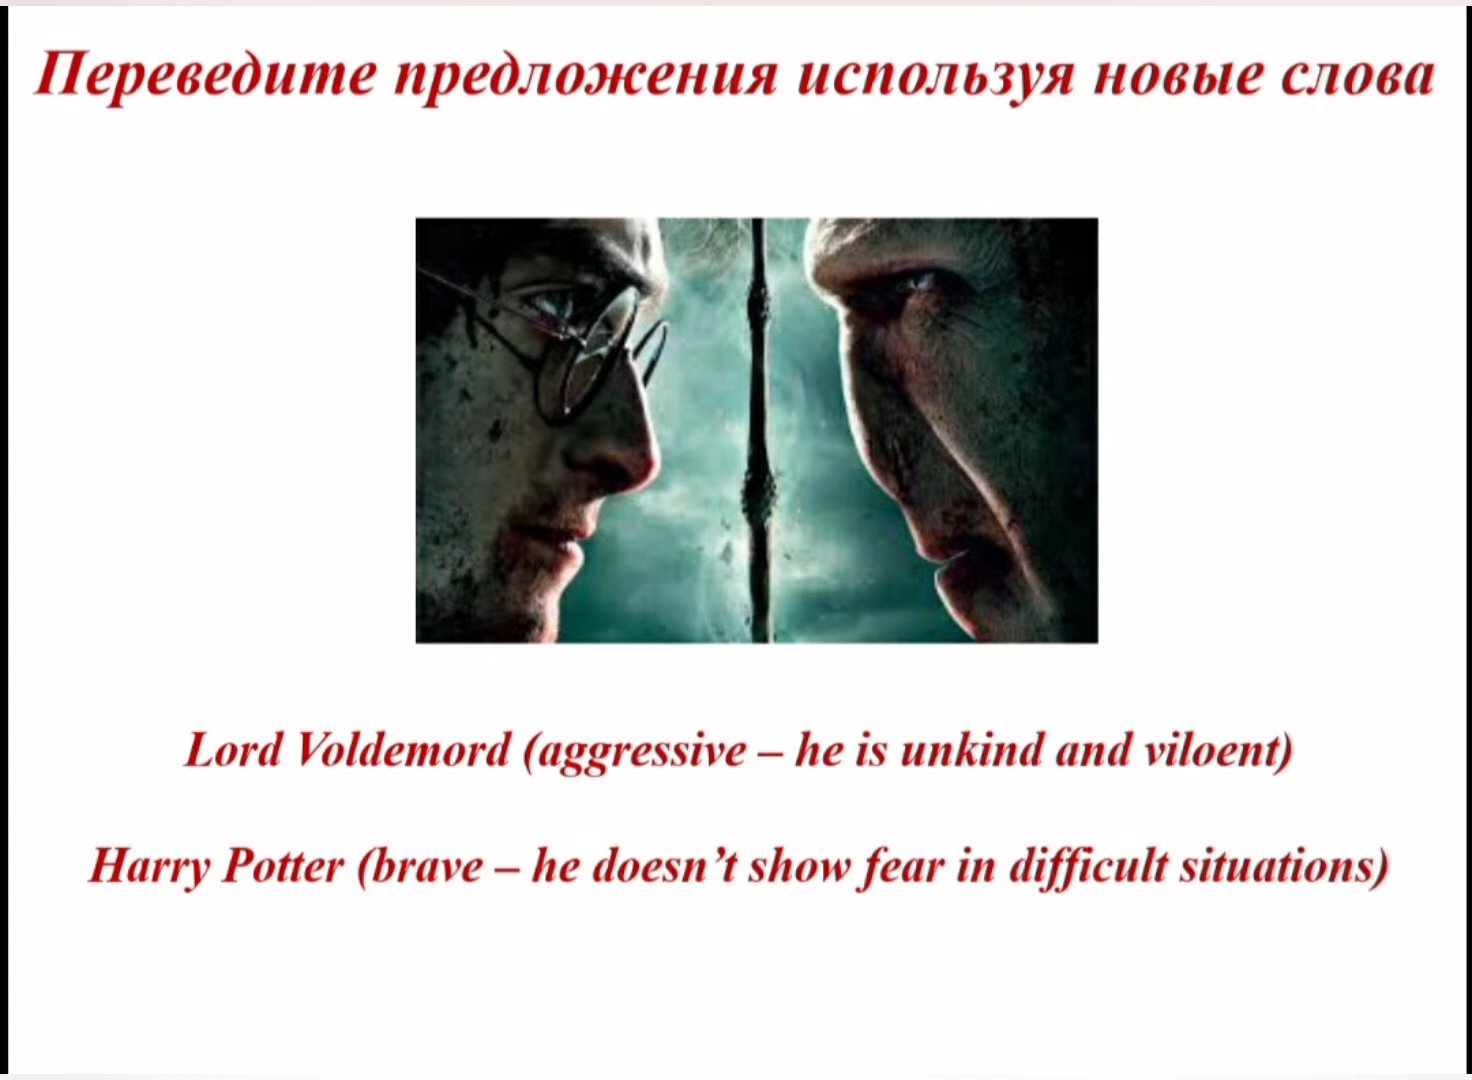 Переведите предложения используя новые слова
Lord Voldemord (aggressive – he is unkind and viloent)
Harry Potter (brave – he doesn’t show fear in difficult situations)